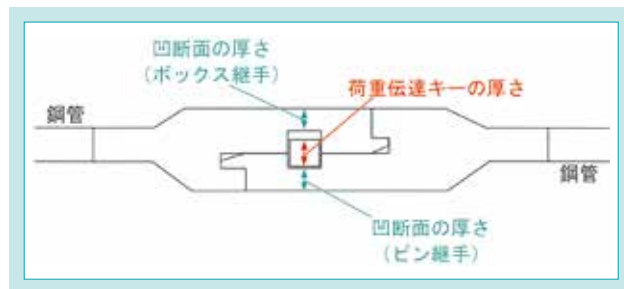 凹断面の厚さ
（ボックス継手）
荷重伝達キーの厚さ
鋼管
鋼管
凹断面の厚さ
（ピン継手）